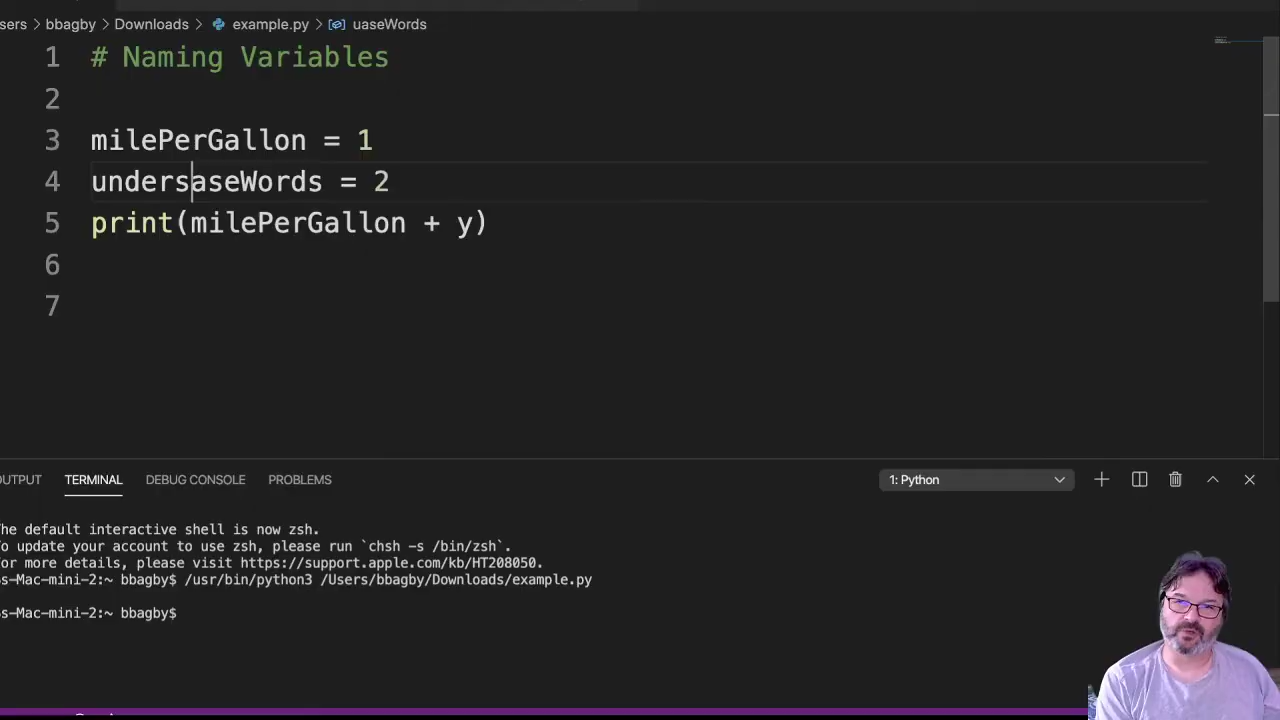 sers > bbagby > Downloads > example.py > uaseWords
1 # Naming Variables
2
3 milePerGallon = 1
4 undersaseWords = 2
5 print(milePerGallon + y)
6
7
OUTPUT TERMINAL DEBUG CONSOLE PROBLEMS 1: Python
he default interactive shell is now zsh.
o update your account to use zsh, please run `chsh -s /bin/zsh`.
or more details, please visit https://support.apple.com/kb/HT208050.
s-Mac-mini-2:~ bbagby$ /usr/bin/python3 /Users/bbagby/Downloads/example.py
s-Mac-mini-2:~ bbagby$